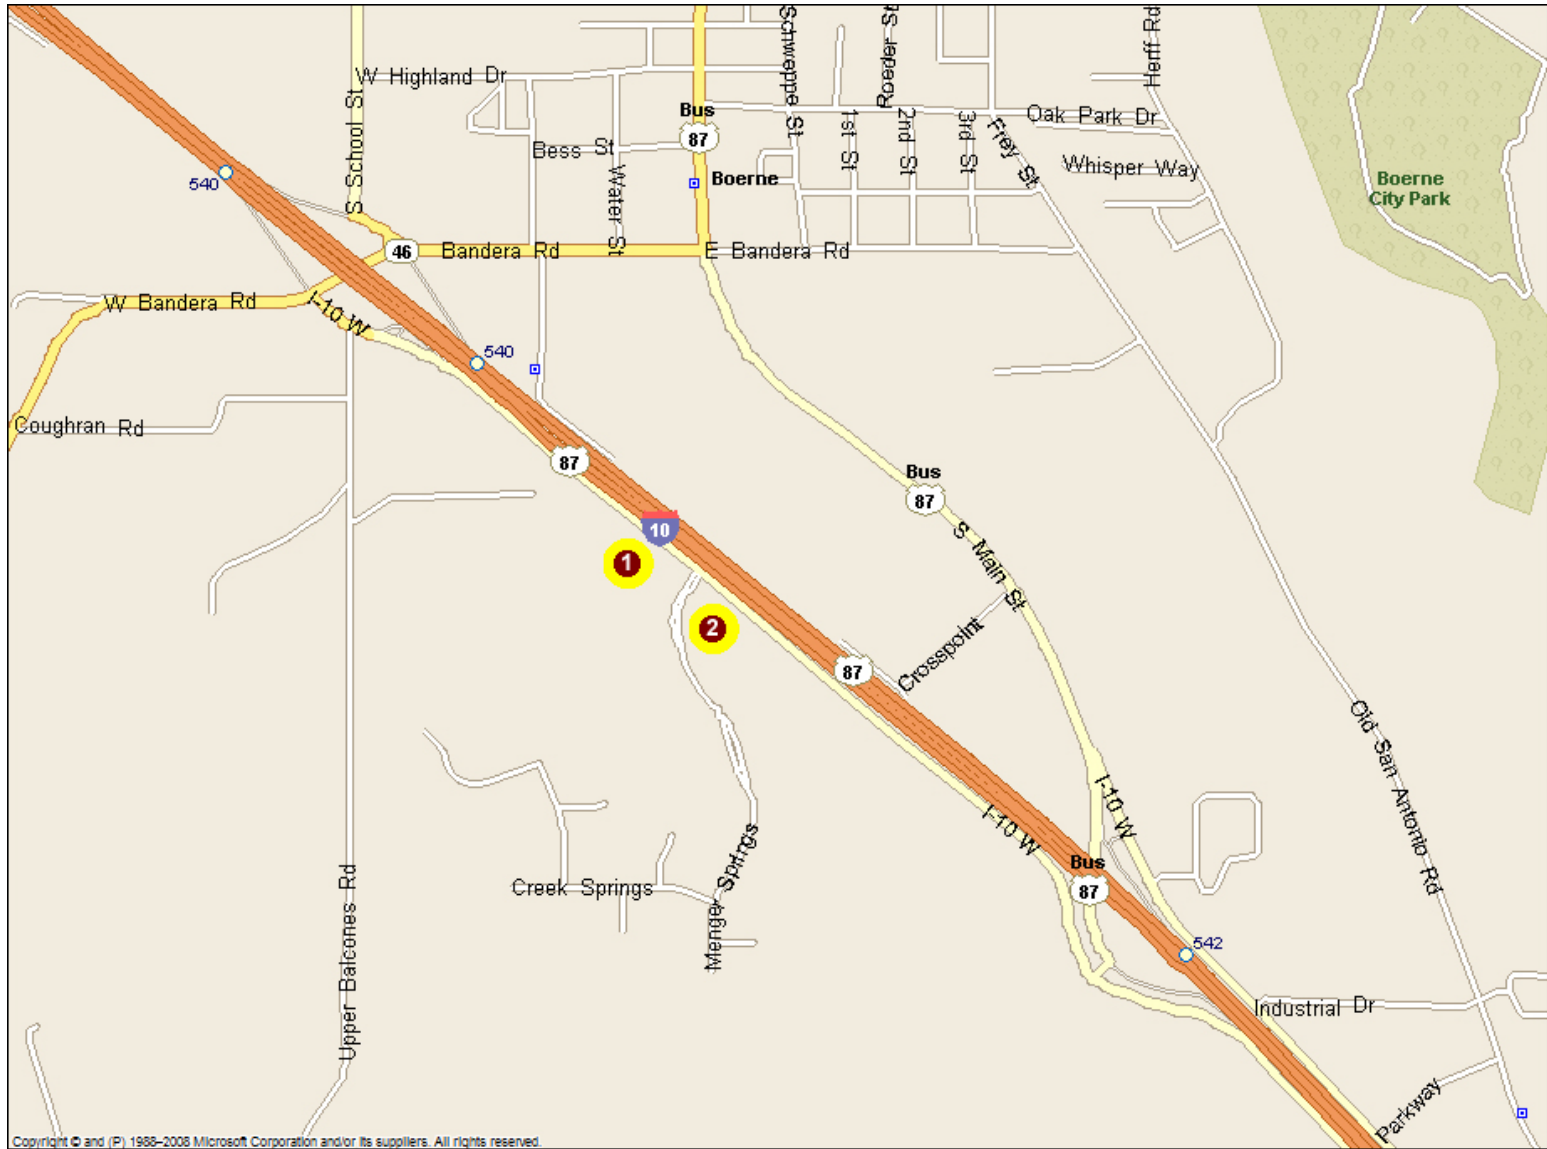 Schweppe St
Roeder St
Herff Rd
W Highland Dr
S School St
Bus
87
1st St
2nd St
3rd St
Frey St
Oak Park Dr
Bess St
Water St
Whisper Way
540
Boerne
Boerne
City Park
46
Bandera Rd
E Bandera Rd
W Bandera Rd
I-10 W
540
Coughran Rd
87
Bus
87
10
S Main St
1
2
Crosspoint
87
Old San Antonio Rd
I-10 W
I-10 W
Menger Springs
Bus
87
Creek Springs
Upper Balcones Rd
542
Industrial Dr
Parkway
Copyright © and (P) 1988–2008 Microsoft Corporation and/or its suppliers. All rights reserved.